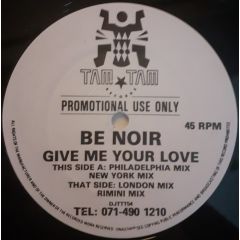 TAM TAM
PROMOTIONAL USE ONLY
45 RPM
BE NOIR
GIVE ME YOUR LOVE
THIS SIDE A: PHILADELPHIA MIX
NEW YORK MIX
THAT SIDE: LONDON MIX
RIMINI MIX
TEL: 071-490 1210